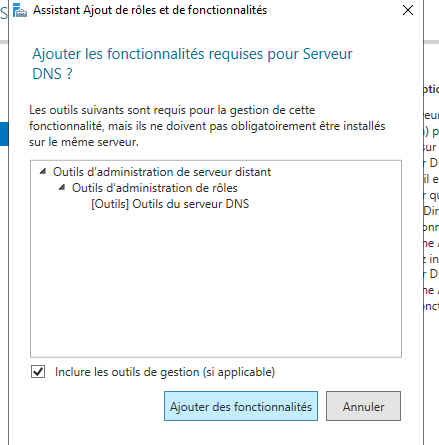 Assistant Ajout de rôles et de fonctionnalités
Ajouter les fonctionnalités requises pour Serveur
DNS ?
Les outils suivants sont requis pour la gestion de cette
fonctionnalité, mais ils ne doivent pas obligatoirement être installés
sur le même serveur.
Outils d'administration de serveur distant
Outils d'administration de rôles
[Outils] Outils du serveur DNS
Inclure les outils de gestion (si applicable)
Ajouter des fonctionnalités
Annuler